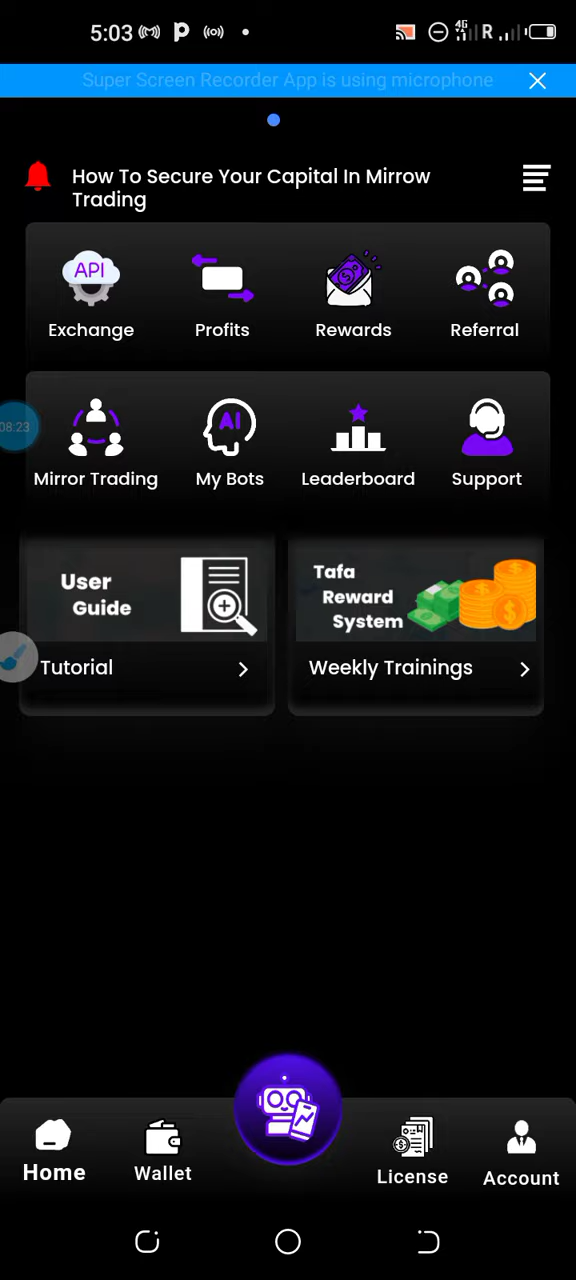 5:03
4G R
Super Screen Recorder App is using microphone
How To Secure Your Capital In Mirrow
Trading
API
Exchange Profits Rewards Referral
08:23
AI
Mirror Trading My Bots Leaderboard Support
User
Guide
Tafa
Reward
System
Tutorial
Weekly Trainings
Home Wallet License Account